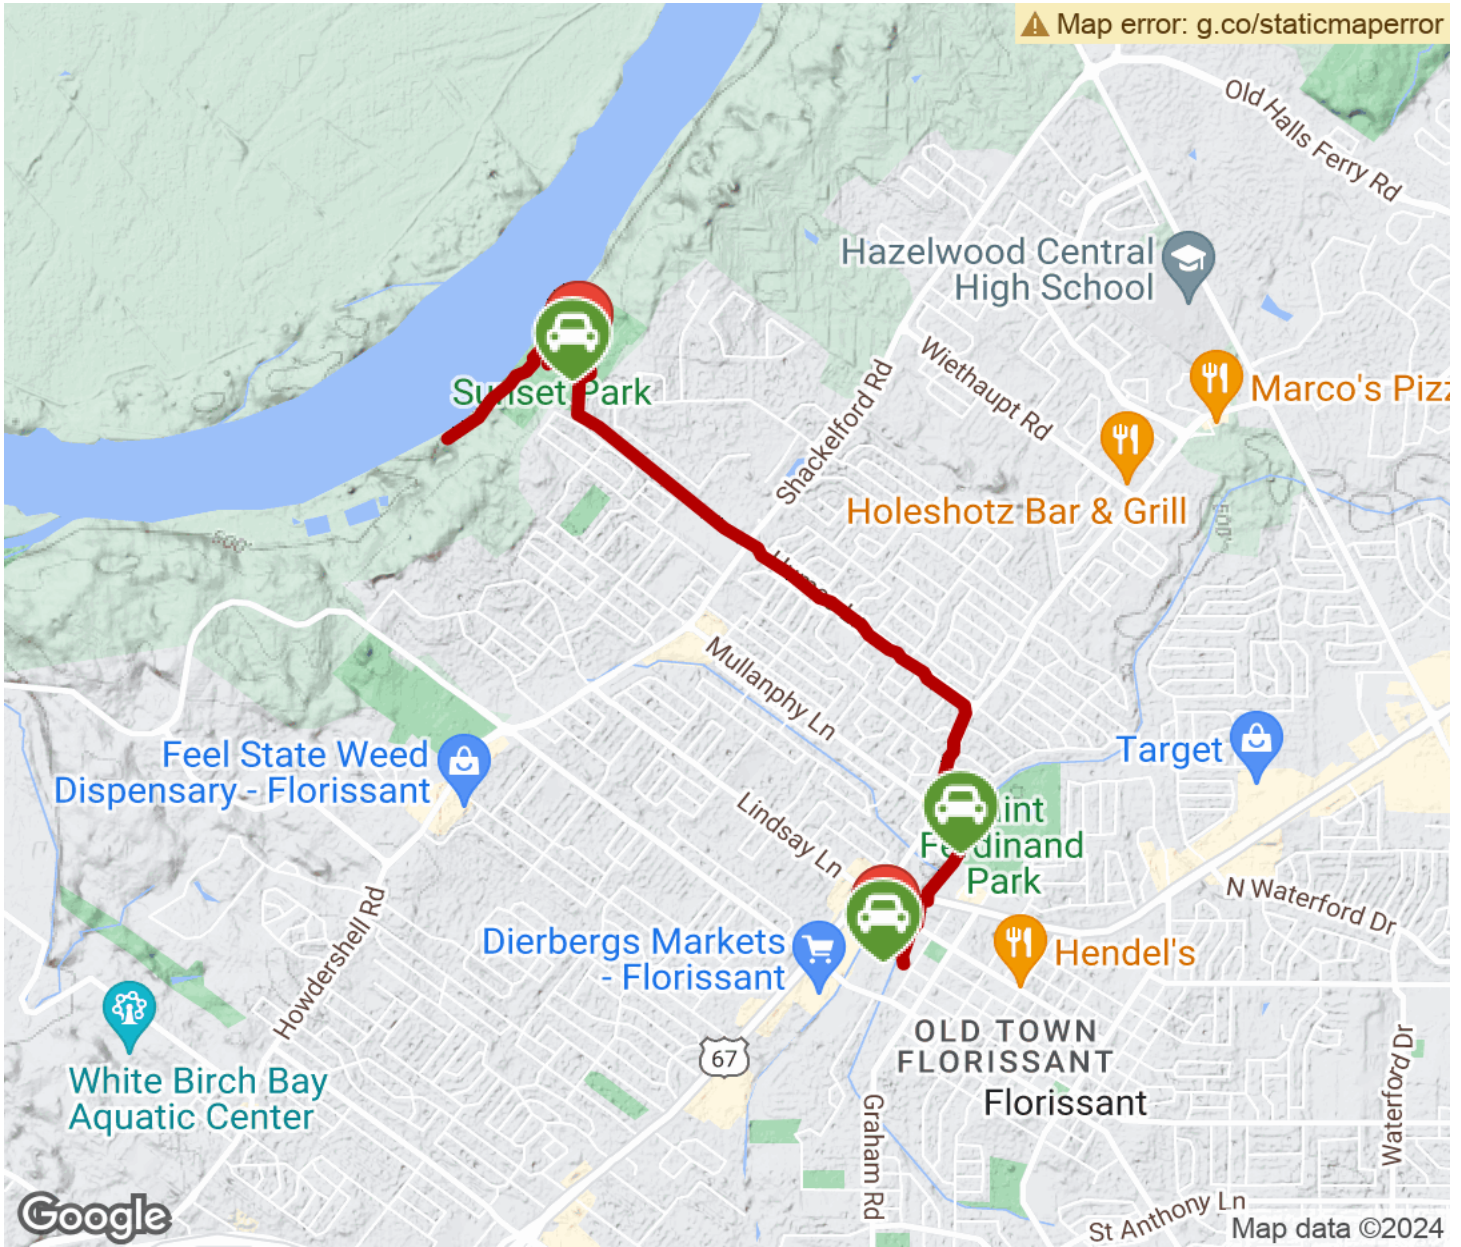 Map error: g.co/staticmaperror
Old Halls Ferry Rd
Hazelwood Central
High School
Wiethaupt Rd
Marco's Pizz
Sunset Park
Shackelford Rd
Holeshotz Bar & Grill
500'
500'
Mullanphy Ln
Feel State Weed
Dispensary - Florissant
Target
Lindsay Ln
Saint
Ferdinand
Park
N Waterford Dr
Howdershell Rd
Dierbergs Markets
- Florissant
Hendel's
OLD TOWN
FLORISSANT
67
Florissant
White Birch Bay
Aquatic Center
Graham Rd
Waterford Dr
St Anthony Ln
Google
Map data ©2024